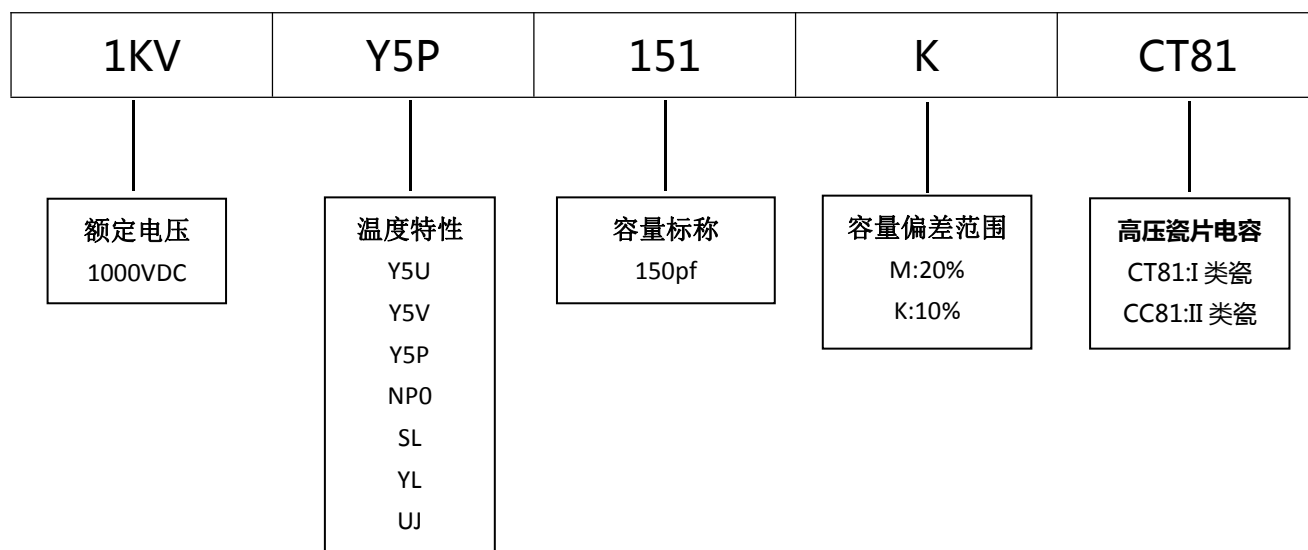 1KV Y5P 151 K CT81
额定电压
1000VDC
温度特性
Y5U
Y5V
Y5P
NP0
SL
YL
UJ
容量标称
150pf
容量偏差范围
M:20%
K:10%
高压瓷片电容
CT81:I 类瓷
CC81:II 类瓷